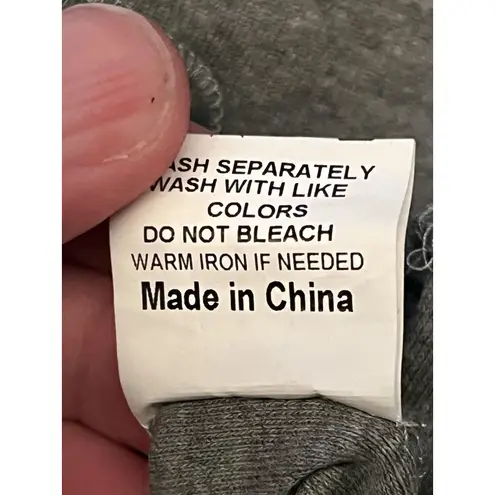 ASH SEPARATELY
WASH WITH LIKE
COLORS
DO NOT BLEACH
WARM IRON IF NEEDED
Made in China